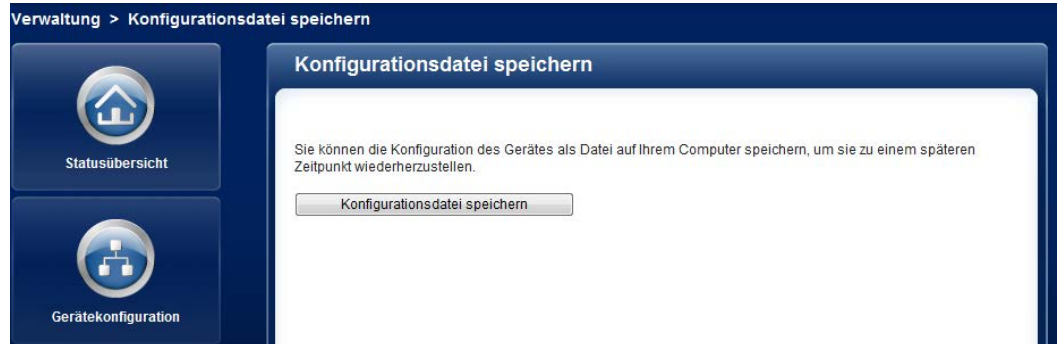 Verwaltung > Konfigurationsdatei speichern
Statusübersicht
Gerätekonfiguration
Konfigurationsdatei speichern
Sie können die Konfiguration des Gerätes als Datei auf Ihrem Computer speichern, um sie zu einem späteren
Zeitpunkt wiederherzustellen.
Konfigurationsdatei speichern